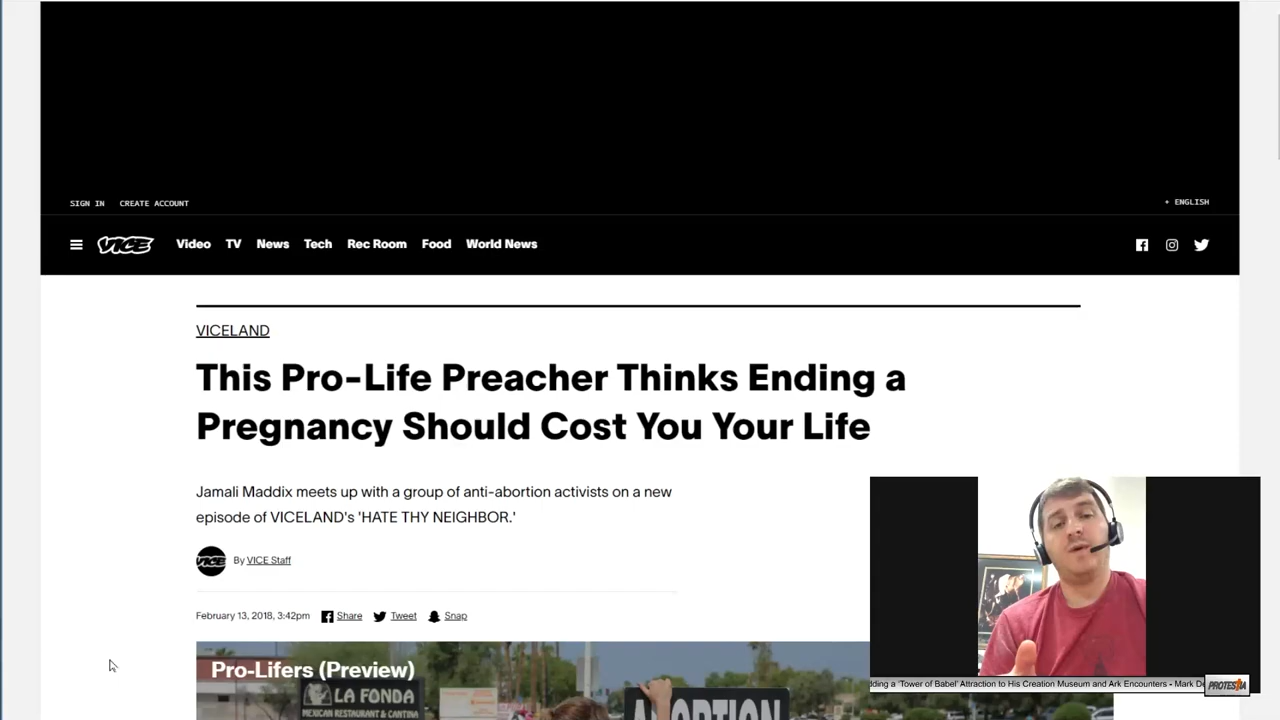 SIGN IN CREATE ACCOUNT
+ ENGLISH
VICE Video TV News Tech Rec Room Food World News
VICELAND
This Pro-Life Preacher Thinks Ending a
Pregnancy Should Cost You Your Life
Jamali Maddix meets up with a group of anti-abortion activists on a new
episode of VICELAND's 'HATE THY NEIGHBOR.'
VICE By VICE Staff
February 13, 2018, 3:42pm Share Tweet Snap
Pro-Lifers (Preview)
LA FONDA
MEXICAN RESTAURANT & CANTINA
ABORTION
dding a 'Tower of Babel' Attraction to His Creation Museum and Ark Encounters - Mark D
PROTESTIA